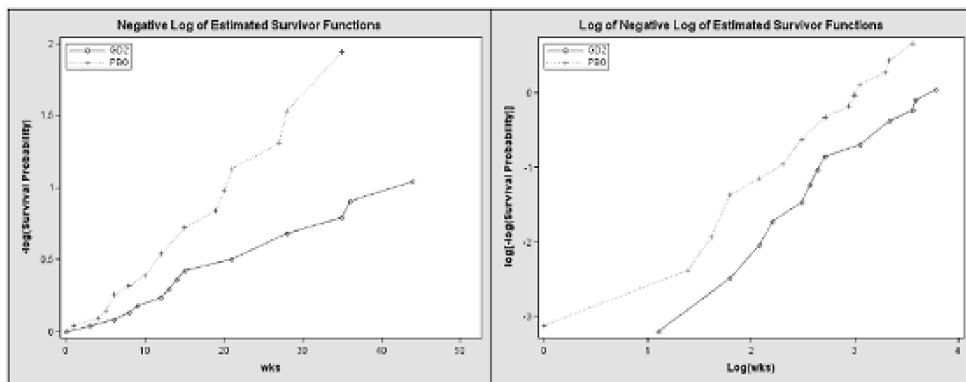 Negative Log of Estimated Survivor Functions
2
1.5
1
0.5
0
-log(Survival Probability)
GD2
PBO
0 10 20 30 40 50
wks
Log of Negative Log of Estimated Survivor Functions
0
-1
-2
-3
log[-log(Survival Probability)]
GD2
PBO
0 1 2 3 4
Log(wks)